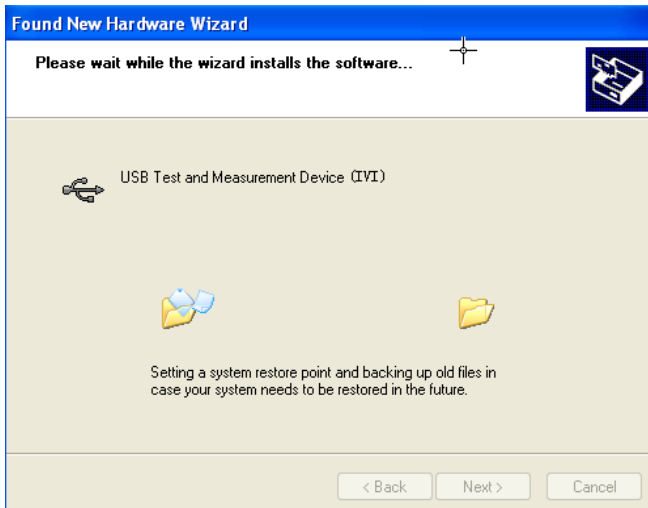 Found New Hardware Wizard
Please wait while the wizard installs the software...
USB Test and Measurement Device (IVI)
Setting a system restore point and backing up old files in
case your system needs to be restored in the future.
< Back
Next >
Cancel